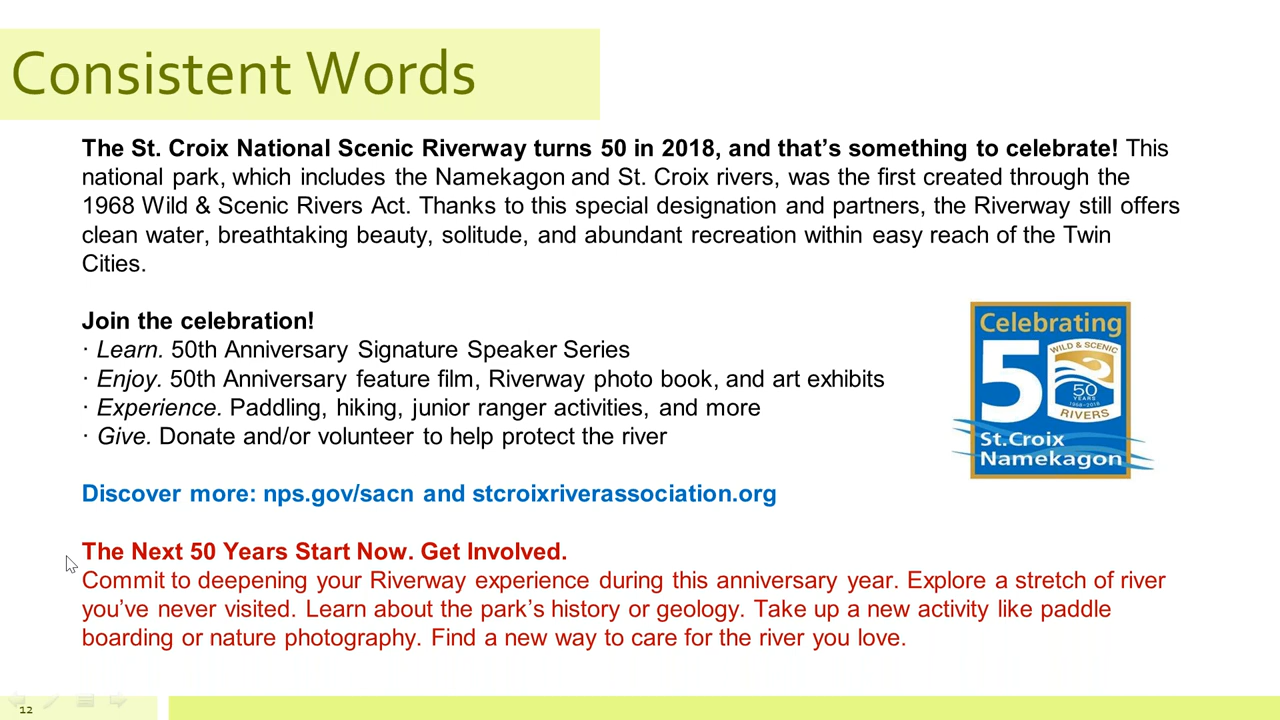 Consistent Words
The St. Croix National Scenic Riverway turns 50 in 2018, and that’s something to celebrate! This
national park, which includes the Namekagon and St. Croix rivers, was the first created through the
1968 Wild & Scenic Rivers Act. Thanks to this special designation and partners, the Riverway still offers
clean water, breathtaking beauty, solitude, and abundant recreation within easy reach of the Twin
Cities.
Join the celebration!
· Learn. 50th Anniversary Signature Speaker Series
· Enjoy. 50th Anniversary feature film, Riverway photo book, and art exhibits
· Experience. Paddling, hiking, junior ranger activities, and more
· Give. Donate and/or volunteer to help protect the river
Celebrating
50
WILD & SCENIC
50
YEARS
1968-2018
RIVERS
St.Croix
Namekagon
Discover more: nps.gov/sacn and stcroixriverassociation.org
The Next 50 Years Start Now. Get Involved.
Commit to deepening your Riverway experience during this anniversary year. Explore a stretch of river
you’ve never visited. Learn about the park’s history or geology. Take up a new activity like paddle
boarding or nature photography. Find a new way to care for the river you love.
12